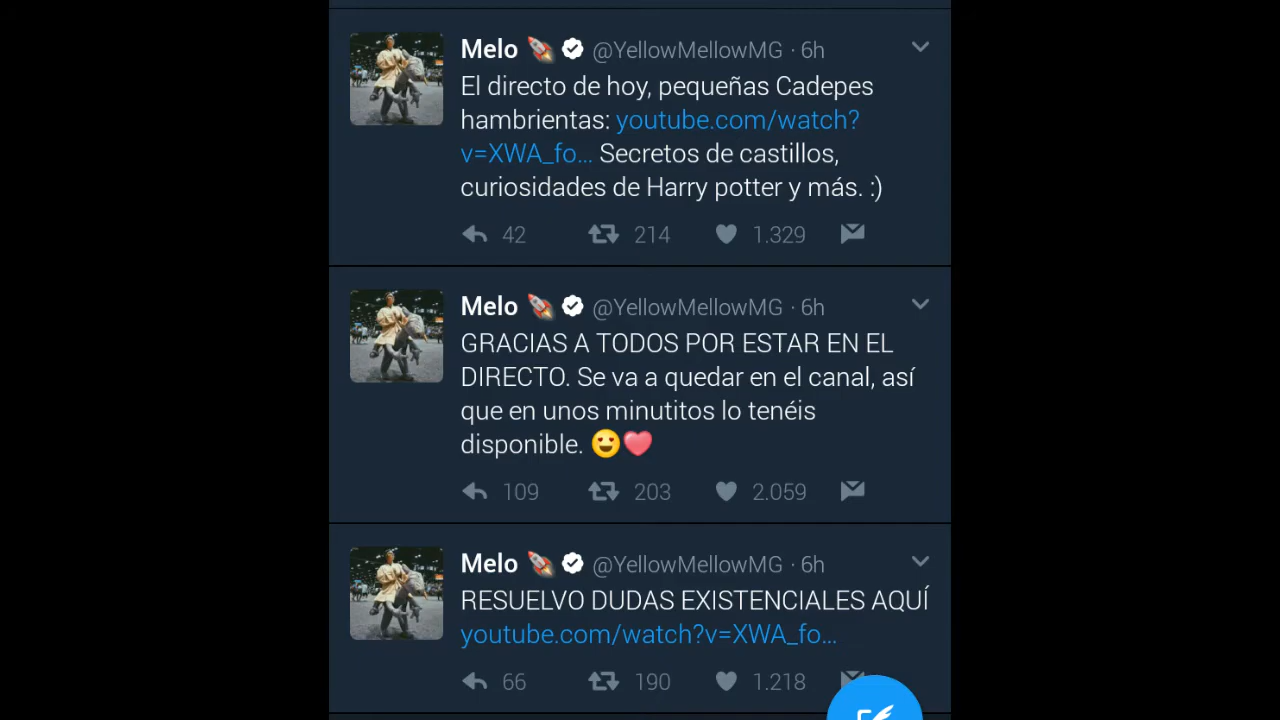 Melo 🚀 @YellowMellowMG · 6h
El directo de hoy, pequeñas Cadepes
hambrientas: youtube.com/watch?
v=XWA_fo... Secretos de castillos,
curiosidades de Harry potter y más. :)
42 214 1.329
Melo 🚀 @YellowMellowMG · 6h
GRACIAS A TODOS POR ESTAR EN EL
DIRECTO. Se va a quedar en el canal, así
que en unos minutitos lo tenéis
disponible. 😃❤
109 203 2.059
Melo 🚀 @YellowMellowMG · 6h
RESUELVO DUDAS EXISTENCIALES AQUÍ
youtube.com/watch?v=XWA_fo...
66 190 1.218